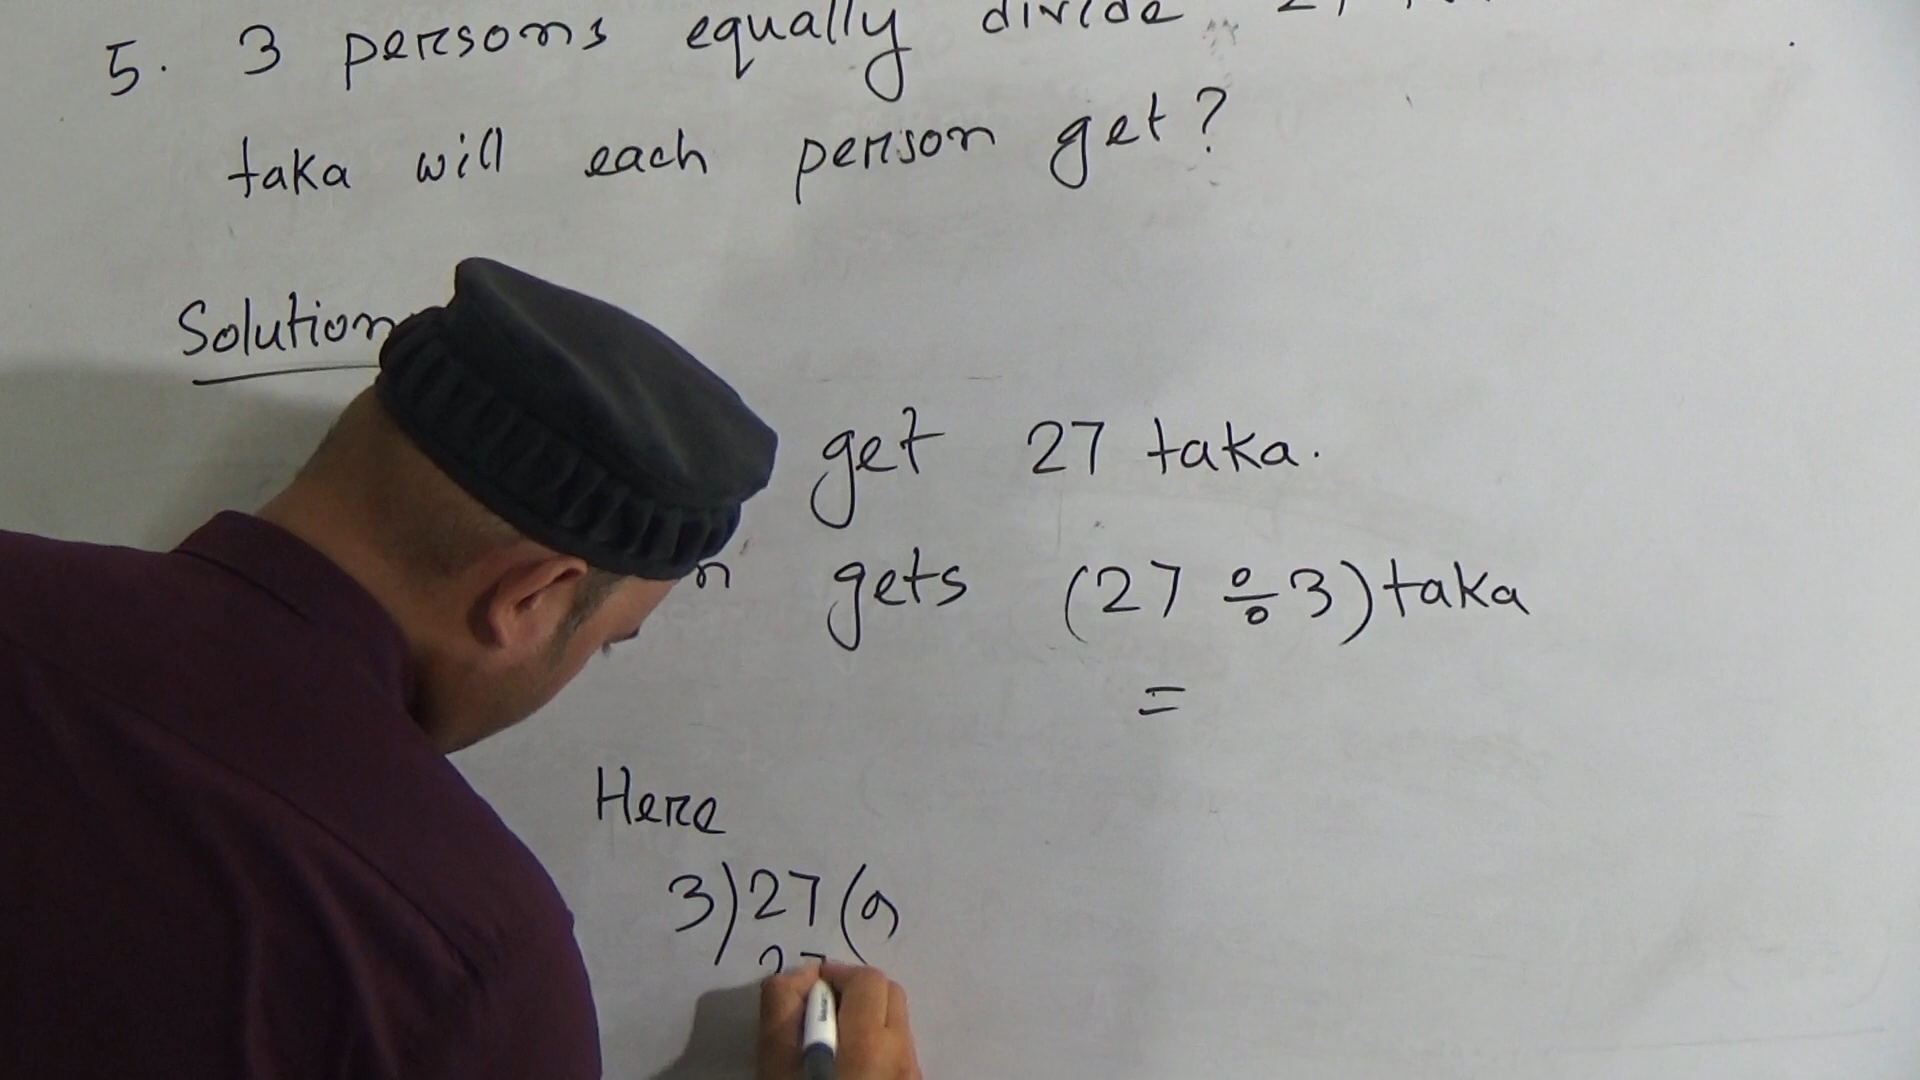 5. 3 persons equally divide
taka will each person get?
Solution
get 27 taka.
gets (27 ÷ 3) taka
=
Here
3)27(9
27